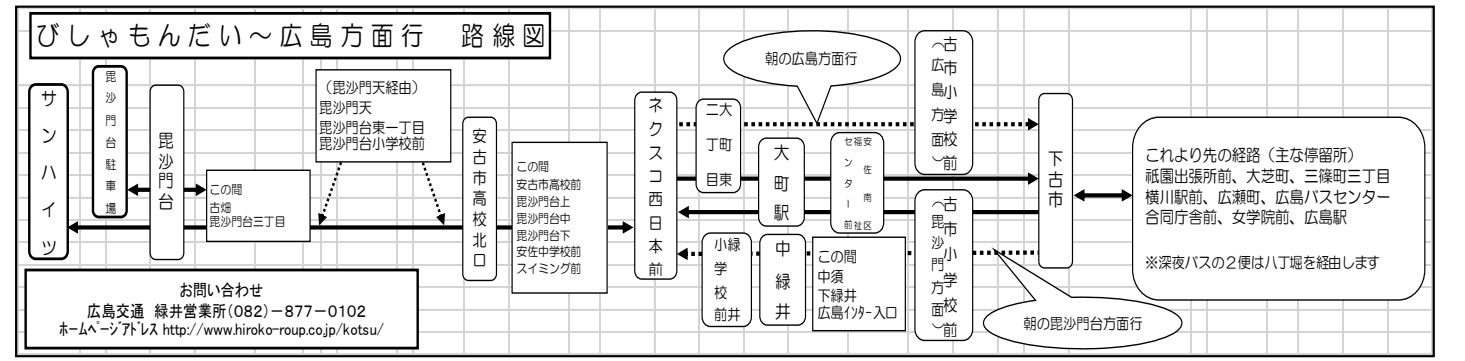 びしゃもんだい～広島方面行　路線図
サンハイツ
毘沙門台駐車場
毘沙門台
この間
古畑
毘沙門台三丁目
（毘沙門天経由）
毘沙門天
毘沙門台東一丁目
毘沙門台小学校前
安古市高校北口
この間
安古市高校前
毘沙門台上
毘沙門台中
毘沙門台下
安佐中学校前
スイミング前
ネクスコ西日本前
大町東
二丁目
大町駅
安佐南区
福祉
センター前
朝の広島方面行
古市小学校前
（広島方面）
緑井
小学校前
中緑井
この間
中須
下緑井
広島ｲﾝﾀｰ入口
古市小学校前
（毘沙門方面）
朝の毘沙門台方面行
下古市
これより先の経路（主な停留所）
祇園出張所前、大芝町、三篠町三丁目
横川駅前、広瀬町、広島バスセンター
合同庁舎前、女学院前、広島駅
※深夜バスの２便は八丁堀を経由します
お問い合わせ
広島交通　緑井営業所(082)－877－0102
ﾎｰﾑﾍﾟｰｼﾞｱﾄﾞﾚｽ http://www.hiroko-roup.co.jp/kotsu/